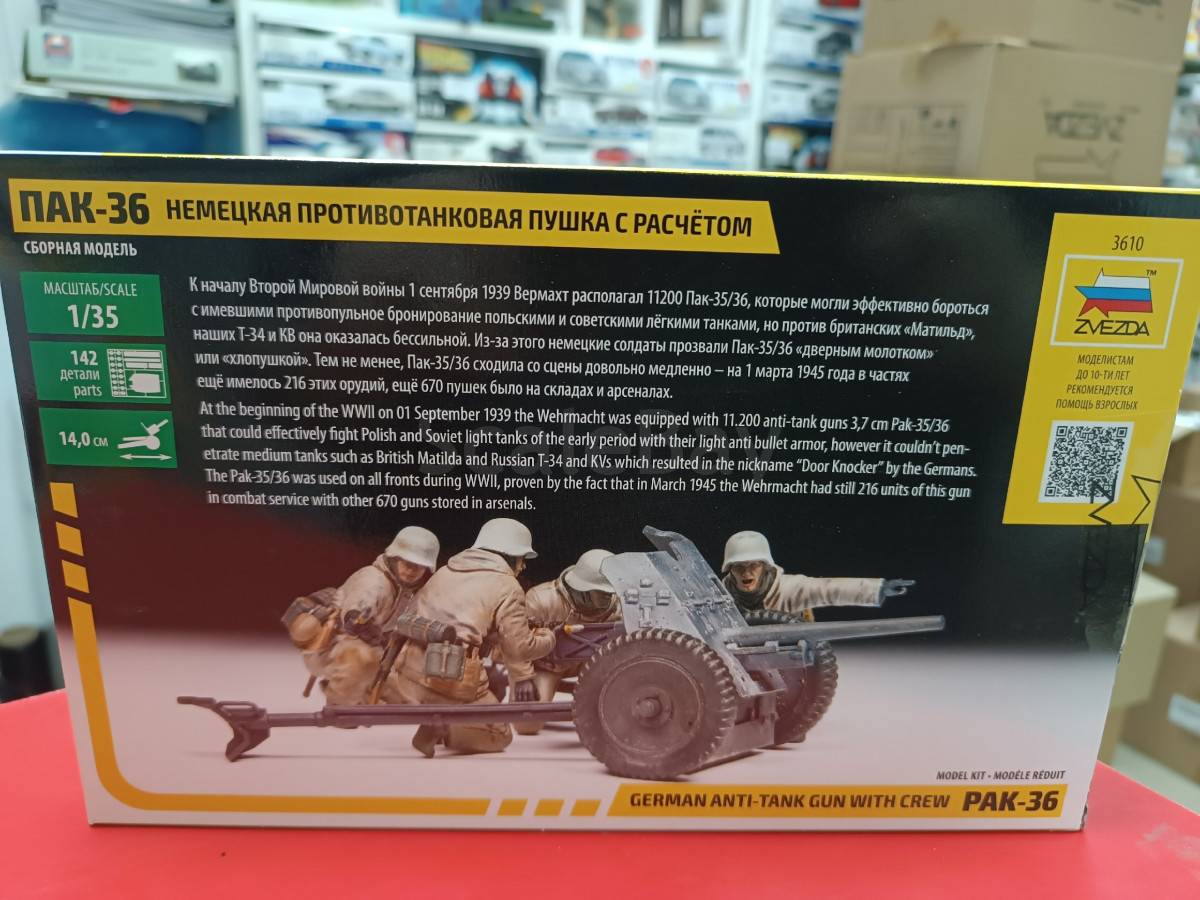 ZVEZDA
ПАК-36 НЕМЕЦКАЯ ПРОТИВОТАНКОВАЯ ПУШКА С РАСЧЁТОМ
СБОРНАЯ МОДЕЛЬ
МАСШТАБ/SCALE
1/35
142
детали
parts
14,0 см
К началу Второй Мировой войны 1 сентября 1939 Вермахт располагал 11200 Пак-35/36, которые могли эффективно бороться
с имевшими противопульное бронирование польскими и советскими лёгкими танками, но против британских «Матильд»,
наших Т-34 и КВ она оказалась бессильной. Из-за этого немецкие солдаты прозвали Пак-35/36 «дверным молотком»
или «хлопушкой». Тем не менее, Пак-35/36 сходила со сцены довольно медленно – на 1 марта 1945 года в частях
ещё имелось 216 этих орудий, ещё 670 пушек было на складах и арсеналах.
At the beginning of the WWII on 01 September 1939 the Wehrmacht was equipped with 11.200 anti-tank guns 3,7 cm Pak-35/36
that could effectively fight Polish and Soviet light tanks of the early period with their light anti bullet armor, however it couldn't pen-
etrate medium tanks such as British Matilda and Russian T-34 and KVs which resulted in the nickname "Door Knocker" by the Germans.
The Pak-35/36 was used on all fronts during WWII, proven by the fact that in March 1945 the Wehrmacht had still 216 units of this gun
in combat service with other 670 guns stored in arsenals.
3610
TM
ZVEZDA
МОДЕЛИСТАМ
ДО 10-ТИ ЛЕТ
РЕКОМЕНДУЕТСЯ
ПОМОЩЬ ВЗРОСЛЫХ
MODEL KIT • MODÈLE RÉDUIT
GERMAN ANTI-TANK GUN WITH CREW PAK-36